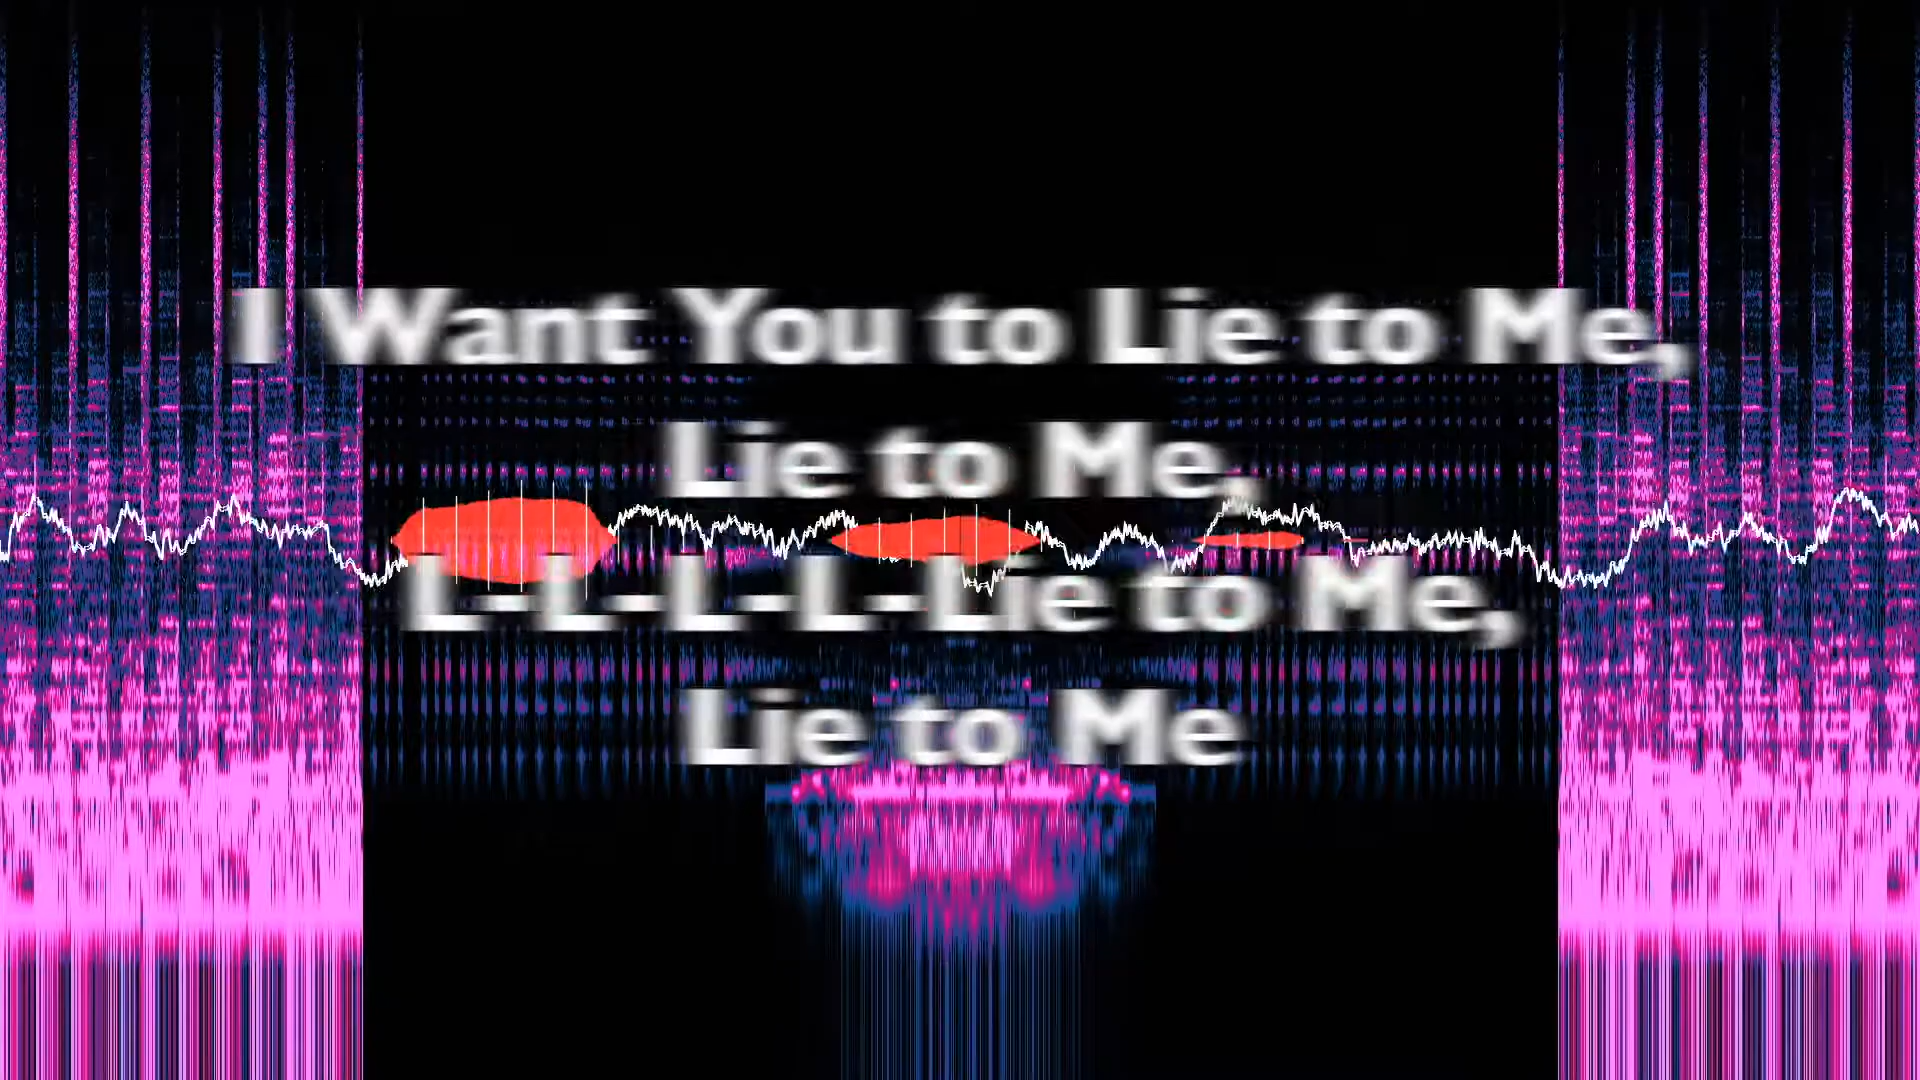 I Want You to Lie to Me,
Lie to Me,
L-L-L-L-Lie to Me,
Lie to Me